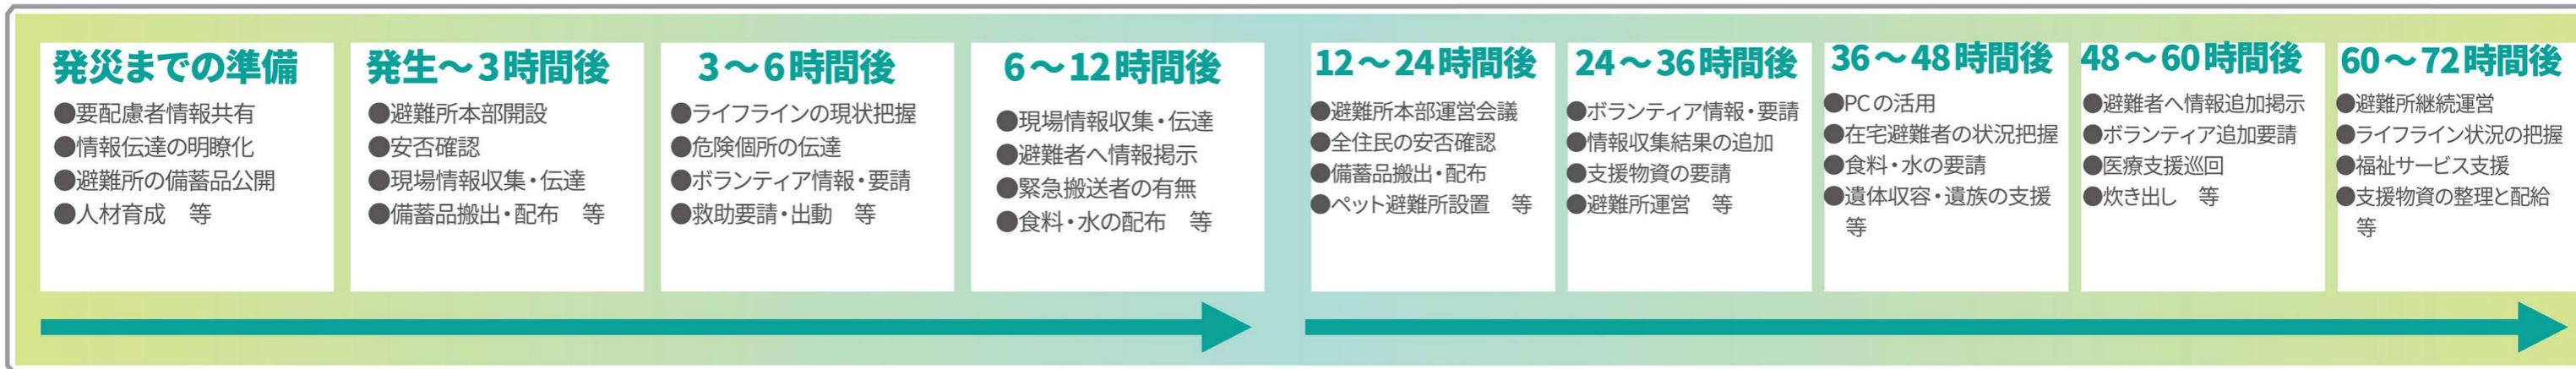 発災までの準備
●要配慮者情報共有
●情報伝達の明瞭化
●避難所の備蓄品公開
●人材育成　等
発生～3時間後
●避難所本部開設
●安否確認
●現場情報収集・伝達
●備蓄品搬出・配布　等
3～6時間後
●ライフラインの現状把握
●危険個所の伝達
●ボランティア情報・要請
●救助要請・出動　等
6～12時間後
●現場情報収集・伝達
●避難者へ情報掲示
●緊急搬送者の有無
●食料・水の配布　等
12～24時間後
●避難所本部運営会議
●全住民の安否確認
●備蓄品搬出・配布
●ペット避難所設置　等
24～36時間後
●ボランティア情報・要請
●情報収集結果の追加
●支援物資の要請
●避難所運営　等
36～48時間後
●PCの活用
●在宅避難者の状況把握
●食料・水の要請
●遺体収容・遺族の支援
等
48～60時間後
●避難者へ情報追加掲示
●ボランティア追加要請
●医療支援巡回
●炊き出し　等
60～72時間後
●避難所継続運営
●ライフライン状況の把握
●福祉サービス支援
●支援物資の整理と配給
等